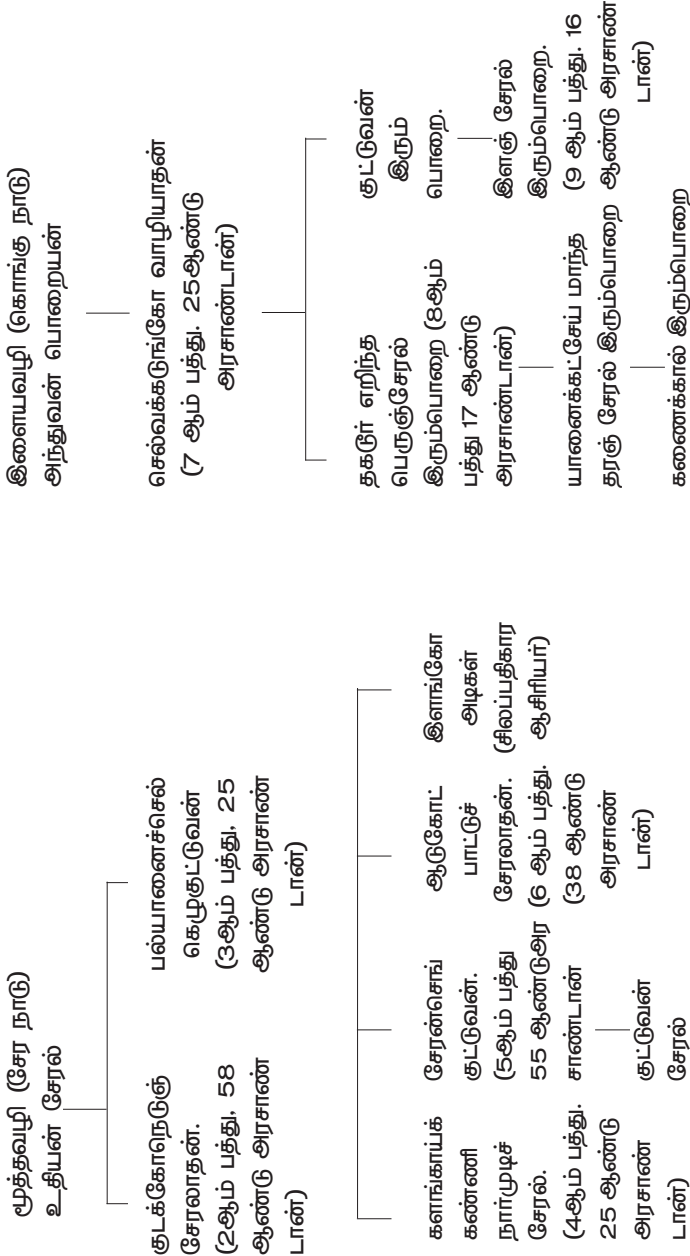 மூத்தவழி (சேர நாடு)
உதியன் சேரல்
குடக்கோநெடுஞ்
சேரலாதன்.
(2ஆம் பத்து, 58
ஆண்டு அரசாண்
டான்)
பல்யானைச்செல்
கெழுகுட்டுவன்
(3ஆம் பத்து, 25
ஆண்டு அரசாண்
டான்)
களங்காய்க்
கண்ணி
நார்முடிச்
சேரல்.
(4ஆம் பத்து.
25 ஆண்டு
அரசாண்
டான்)
சேரன்செங்
குட்டுவன்.
(5ஆம் பத்து
55 ஆண்டுஅர
சாண்டான்
குட்டுவன்
சேரல்
ஆடுகோட்
பாட்டுச்
சேரலாதன்.
(6 ஆம் பத்து.
(38 ஆண்டு
அரசாண்
டான்)
இளங்கோ
அடிகள்
(சிலப்பதிகார
ஆசிரியர்)
இளையவழி (கொங்கு நாடு)
அந்துவன் பொறையன்
செல்வக்கடுங்கோ வாழியாதன்
(7 ஆம் பத்து. 25ஆண்டு
அரசாண்டான்)
தகடூர் எறிந்த
பெருஞ்சேரல்
இரும்பொறை (8ஆம்
பத்து 17 ஆண்டு
அரசாண்டான்)
யானைக்கட்சேய் மாந்த
தரஞ் சேரல் இரும்பொறை
கணைக்கால் இரும்பொறை
குட்டுவன்
இரும்
பொறை.
இளஞ் சேரல்
இரும்பொறை.
(9 ஆம் பத்து. 16
ஆண்டு அரசாண்
டான்)